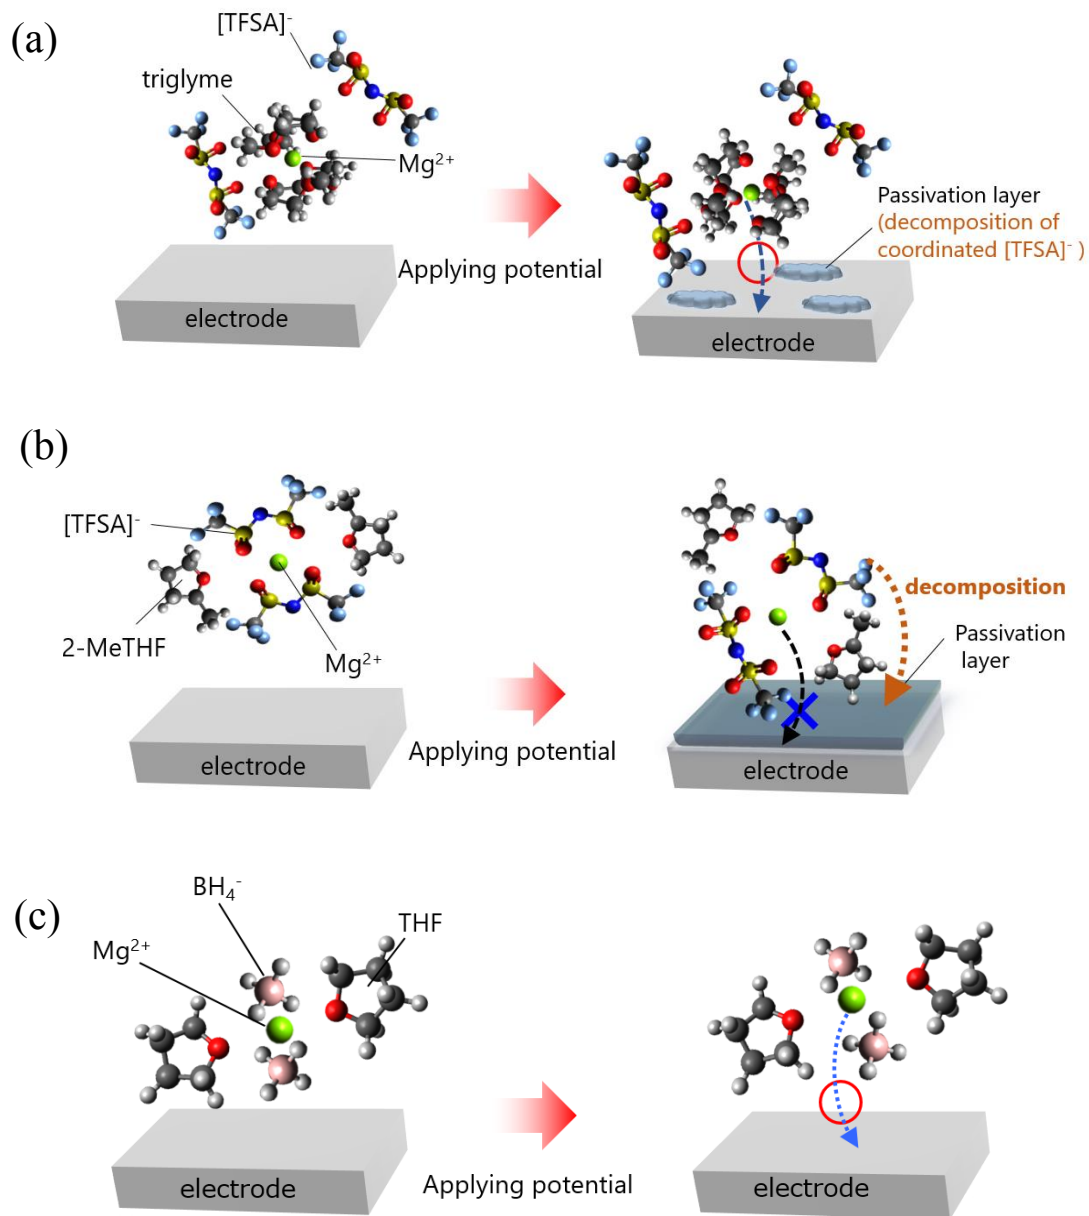 (a)
[TFSA]-
triglyme
Mg2+
electrode
Applying potential
Passivation layer
(decomposition of
coordinated [TFSA]- )
electrode
(b)
[TFSA]-
2-MeTHF
Mg2+
electrode
Applying potential
decomposition
Passivation
layer
electrode
(c)
BH4-
THF
Mg2+
electrode
Applying potential
electrode